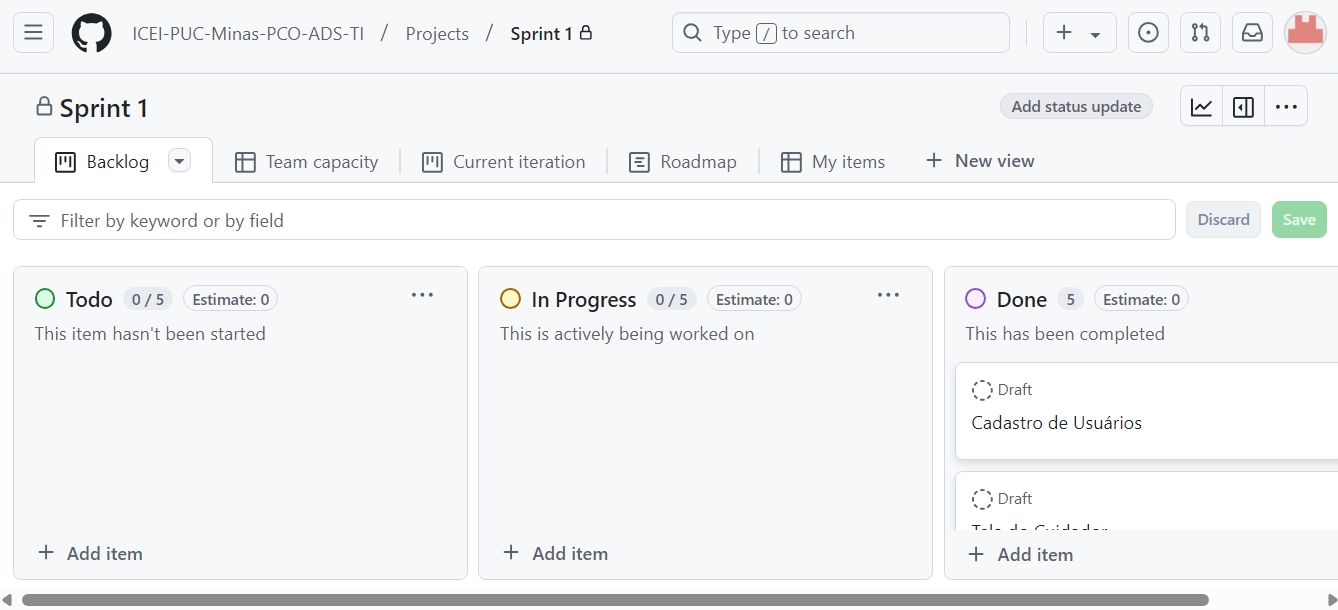 ICEI-PUC-Minas-PCO-ADS-TI / Projects / Sprint 1
Type / to search
Sprint 1
Add status update
Backlog
Team capacity
Current iteration
Roadmap
My items
New view
Filter by keyword or by field
Discard
Save
Todo 0 / 5 Estimate: 0
This item hasn't been started
Add item
In Progress 0 / 5 Estimate: 0
This is actively being worked on
Add item
Done 5 Estimate: 0
This has been completed
Draft
Cadastro de Usuários
Draft
Tela do Cuidador
Add item